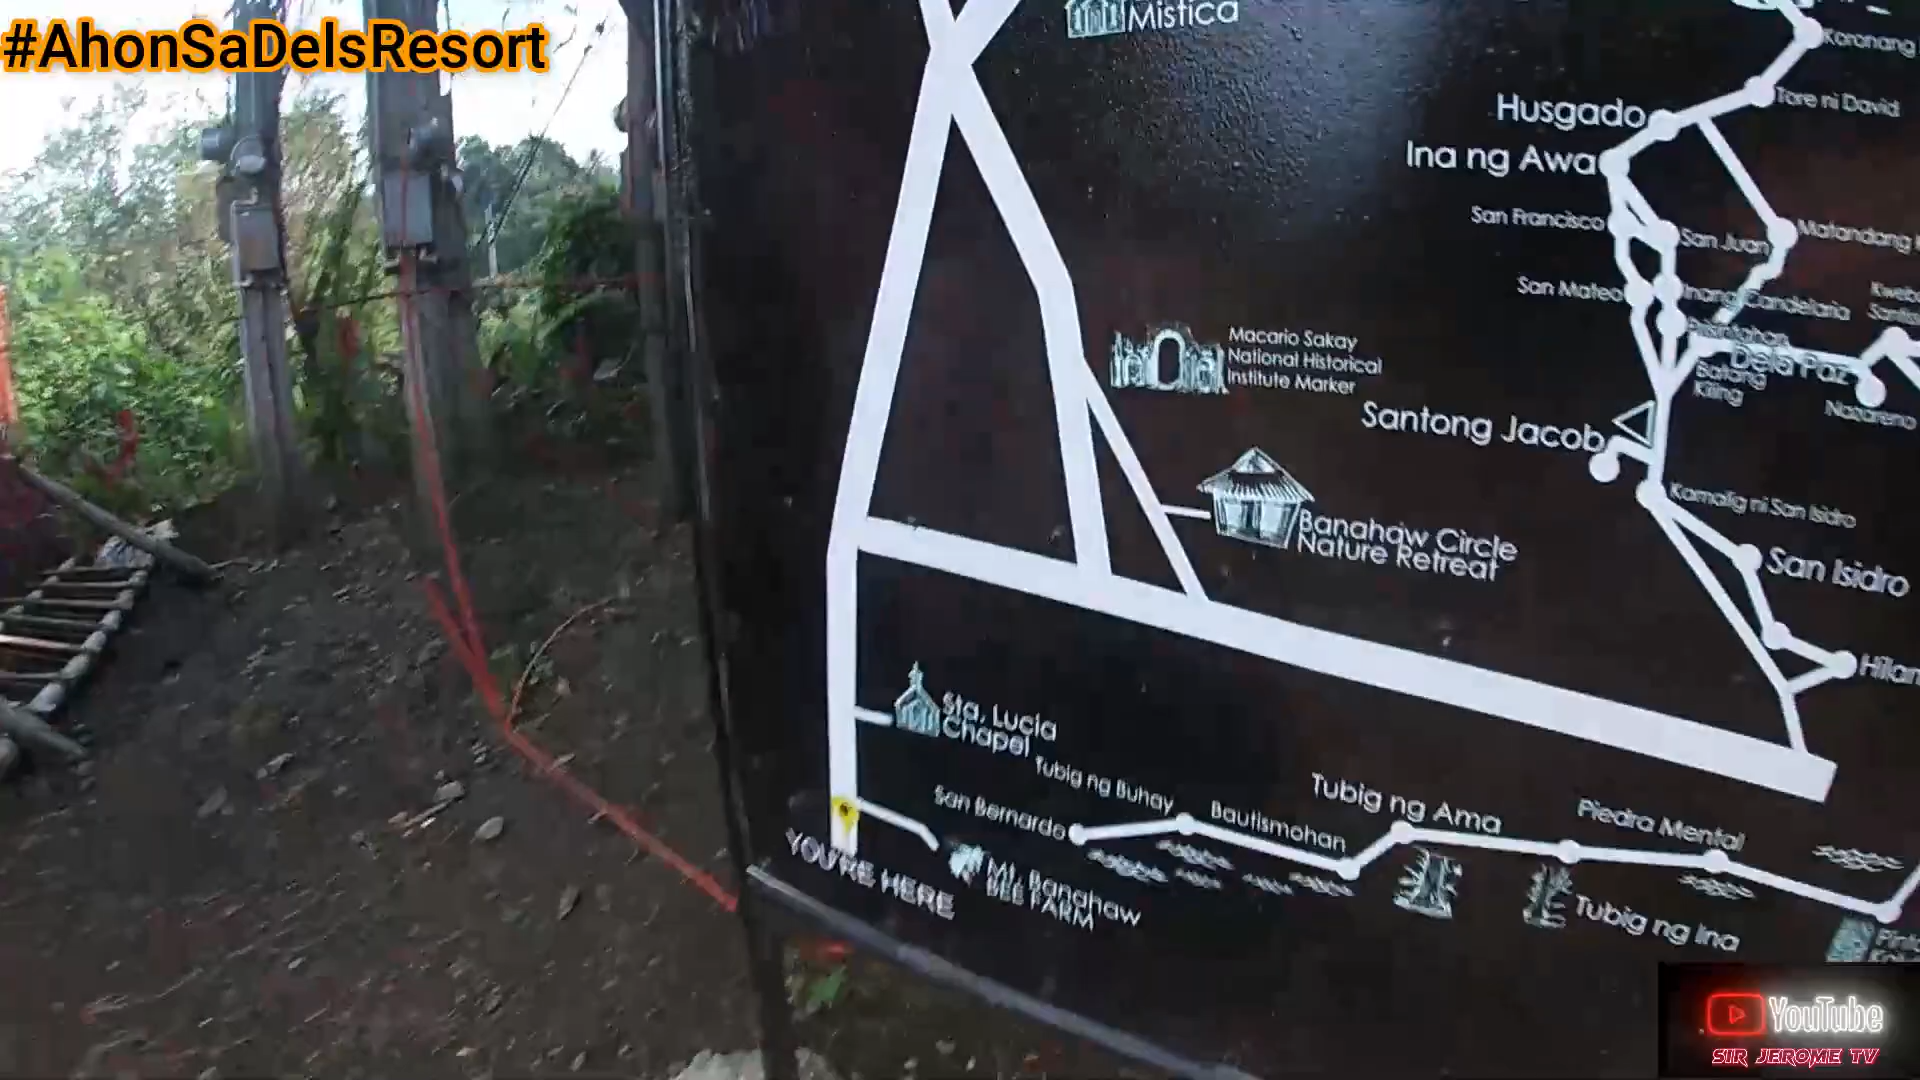 #AhonSaDelsResort
Mistica
Koronang
Tore ni David
Husgado
Ina ng Awa
San Francisco
San Juan
Matandang
San Mateo
Inang Candelaria
Kweba
Macario Sakay
National Historical
Institute Marker
Dela Paz
Batang
Kiling
Nazareno
Santong Jacob
Kamalig ni San Isidro
Banahaw Circle
Nature Retreat
San Isidro
Sta. Lucia
Chapel
Tubig ng Buhay
San Bernardo
Bautismohan
Tubig ng Ama
Piedra Mental
YOU'RE HERE
Mt. Banahaw
BEE FARM
Tubig ng Ina
YouTube
SIR JEROME TV